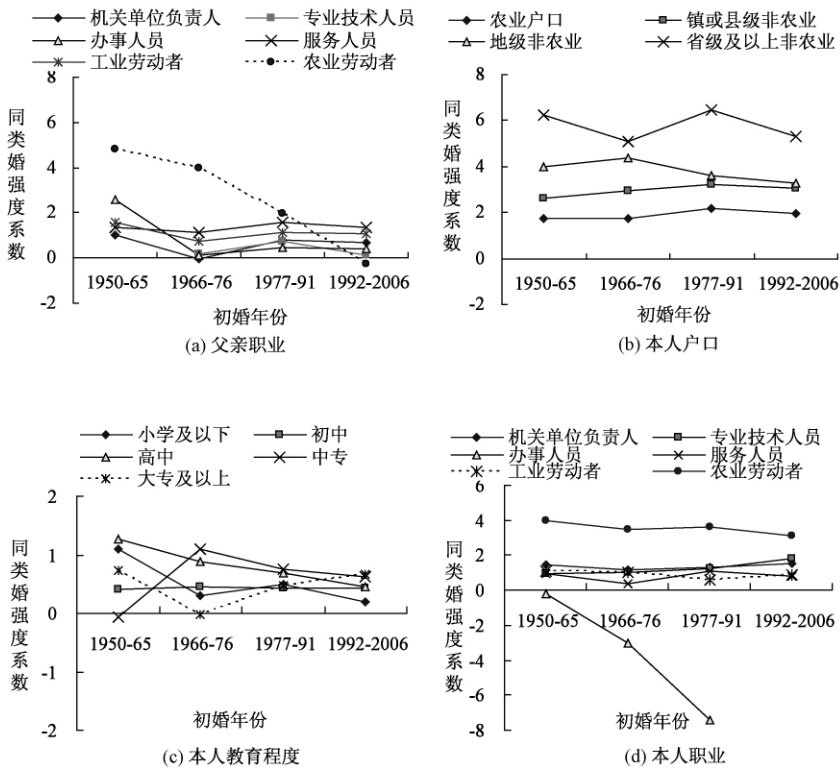 机关单位负责人 专业技术人员
办事人员 服务人员
工业劳动者 农业劳动者
同类婚强度系数
8
6
4
2
0
-2
1950-65 1966-76 1977-91 1992-2006
初婚年份
(a) 父亲职业
农业户口 镇或县级非农业
地级非农业 省级及以上非农业
同类婚强度系数
8
6
4
2
0
-2
1950-65 1966-76 1977-91 1992-2006
初婚年份
(b) 本人户口
小学及以下 初中
高中 中专
大专及以上
同类婚强度系数
2
1
0
-1
-2
1950-65 1966-76 1977-91 1992-2006
初婚年份
(c) 本人教育程度
机关单位负责人 专业技术人员
办事人员 服务人员
工业劳动者 农业劳动者
同类婚强度系数
6
4
2
0
-2
-4
-6
-8
1950-65 1966-76 1977-91 1992-2006
初婚年份
(d) 本人职业